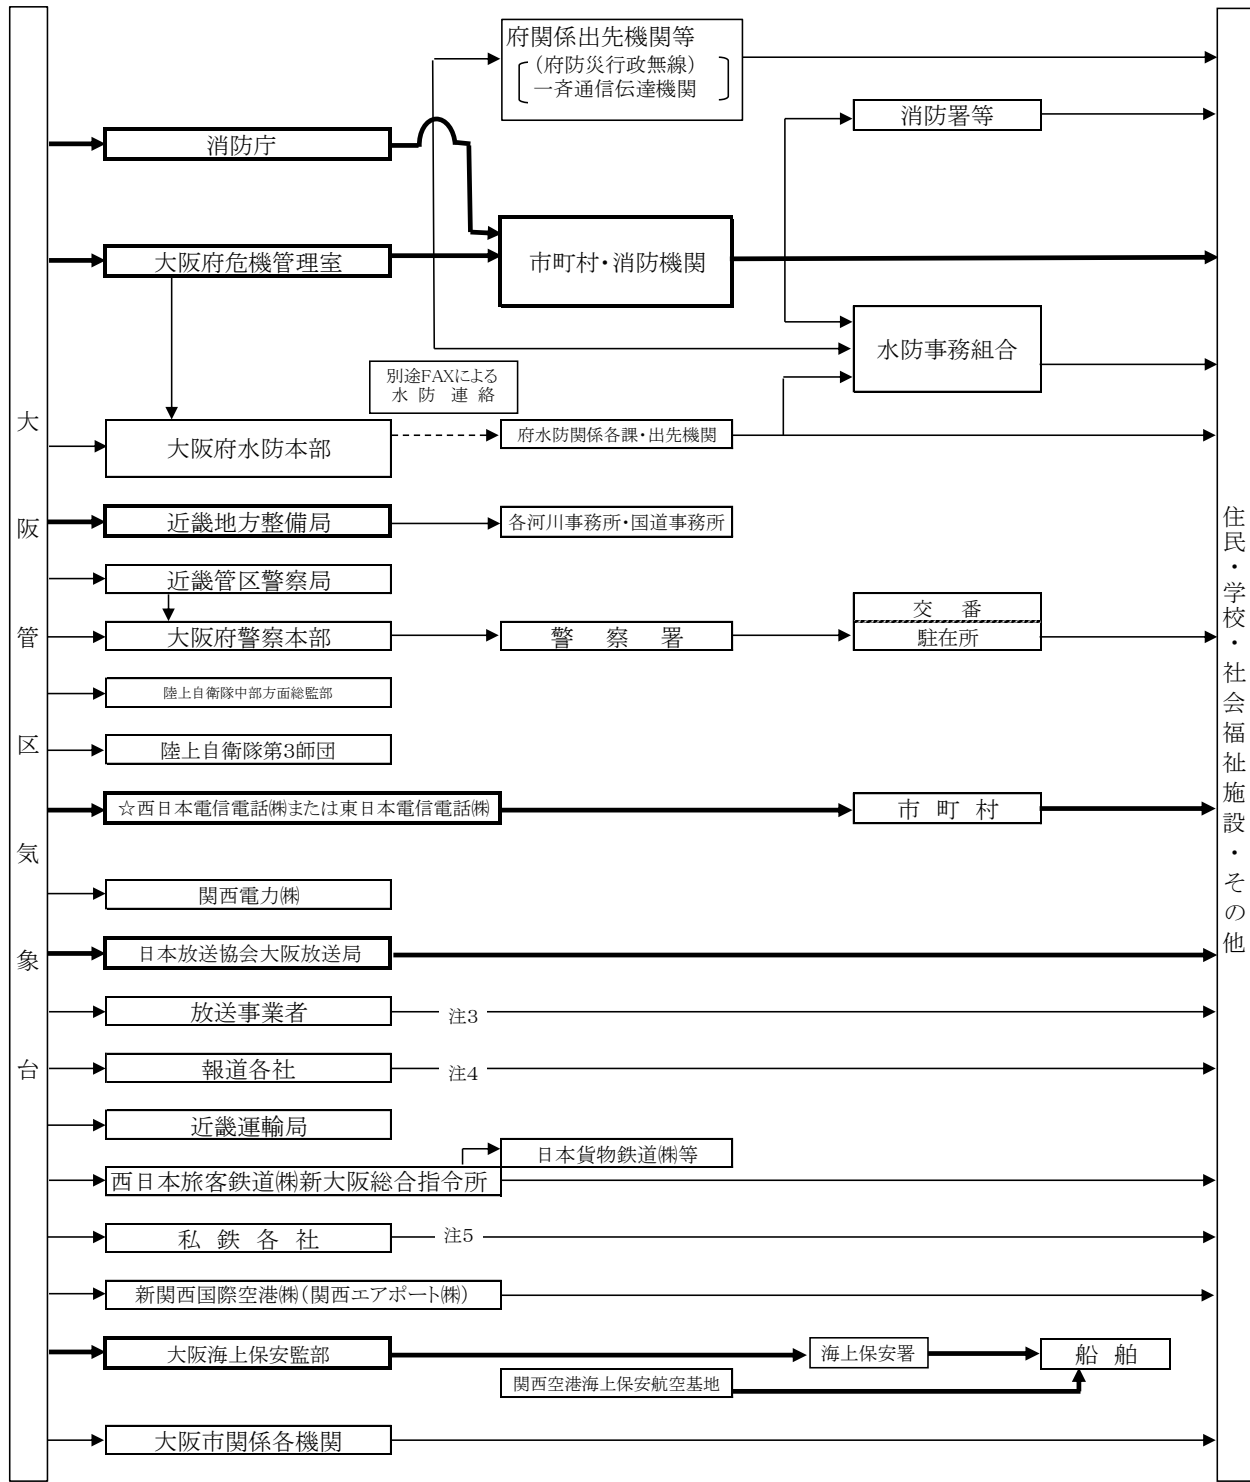 大阪管区気象台
府関係出先機関等
(府防災行政無線)
一斉通信伝達機関
消防署等
消防庁
大阪府危機管理室
市町村・消防機関
水防事務組合
別途FAXによる
水防 連絡
大阪府水防本部
府水防関係各課・出先機関
近畿地方整備局
各河川事務所・国道事務所
近畿管区警察局
大阪府警察本部
警 察 署
交 番
駐在所
陸上自衛隊中部方面総監部
陸上自衛隊第3師団
☆西日本電信電話㈱または東日本電信電話㈱
市 町 村
関西電力㈱
日本放送協会大阪放送局
放送事業者
注3
報道各社
注4
近畿運輸局
日本貨物鉄道㈱等
西日本旅客鉄道㈱新大阪総合指令所
私 鉄 各 社
注5
新関西国際空港㈱(関西エアポート㈱)
大阪海上保安監部
海上保安署
船 舶
関西空港海上保安航空基地
大阪市関係各機関
住民・学校・社会福祉施設・その他